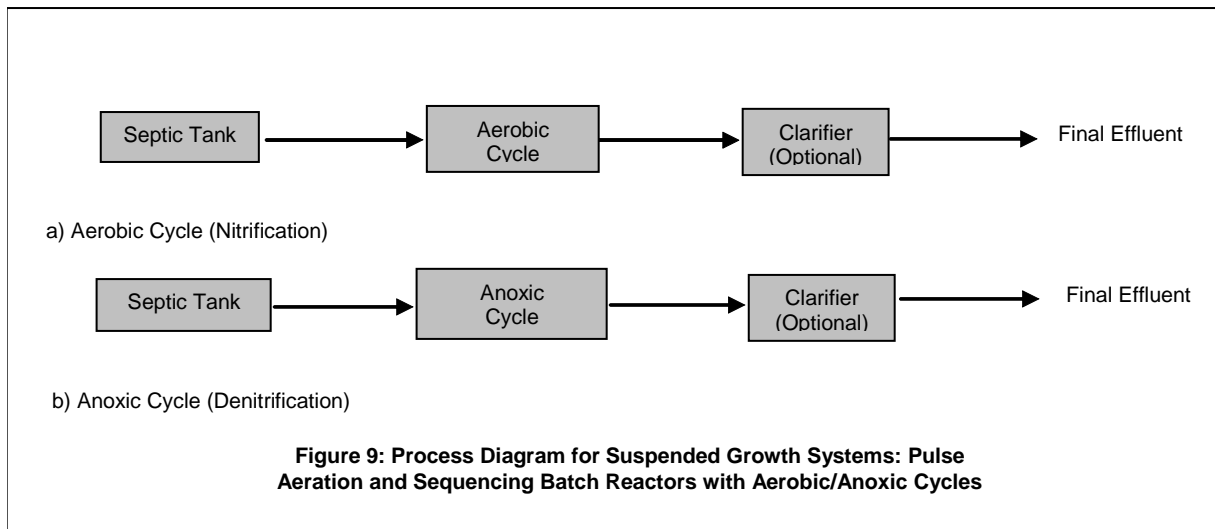 Septic Tank
Aerobic
Cycle
Clarifier
(Optional)
Final Effluent
a) Aerobic Cycle (Nitrification)
Septic Tank
Anoxic
Cycle
Clarifier
(Optional)
Final Effluent
b) Anoxic Cycle (Denitrification)
Figure 9: Process Diagram for Suspended Growth Systems: Pulse
Aeration and Sequencing Batch Reactors with Aerobic/Anoxic Cycles